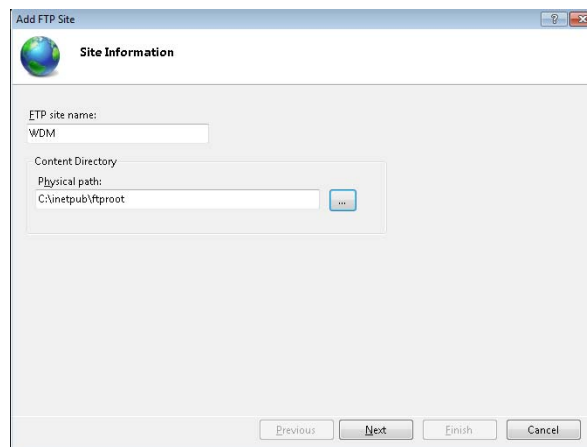 Add FTP Site
Site Information
FTP site name:
WDM
Content Directory
Physical path:
C:\inetpub\ftproot
...
Previous Next Finish Cancel